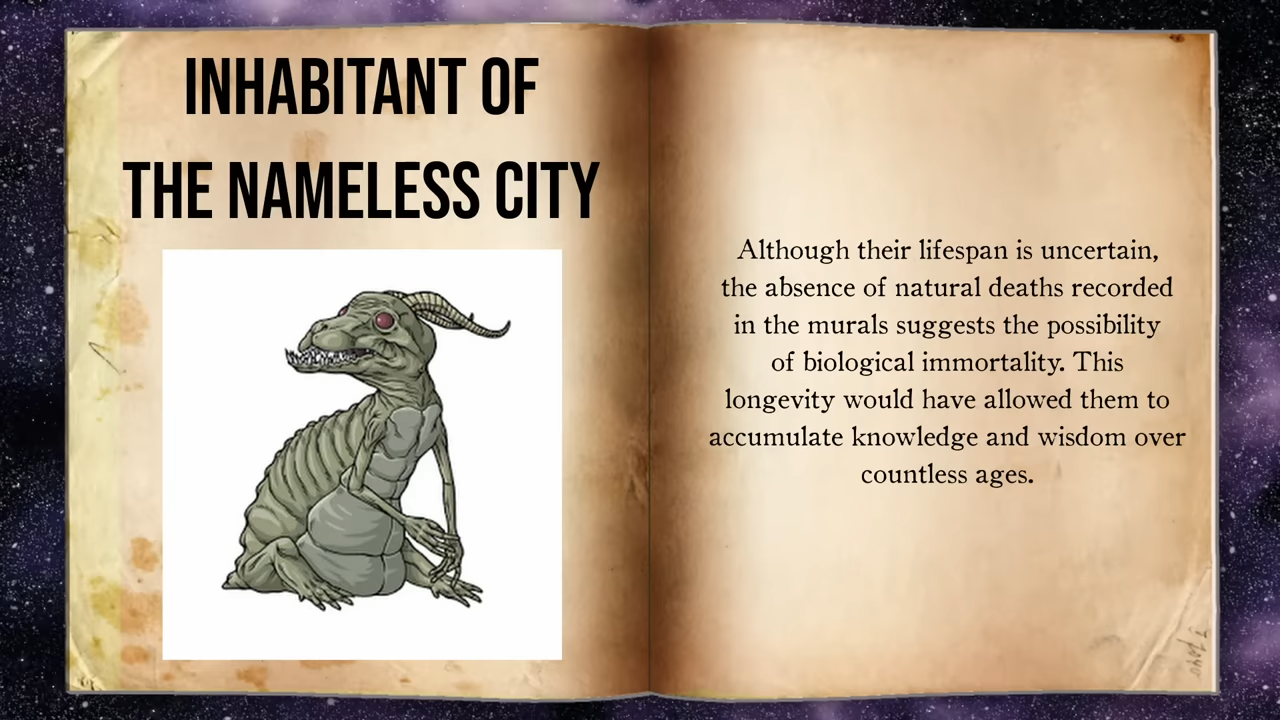 INHABITANT OF
THE NAMELESS CITY
Although their lifespan is uncertain,
the absence of natural deaths recorded
in the murals suggests the possibility
of biological immortality. This
longevity would have allowed them to
accumulate knowledge and wisdom over
countless ages.